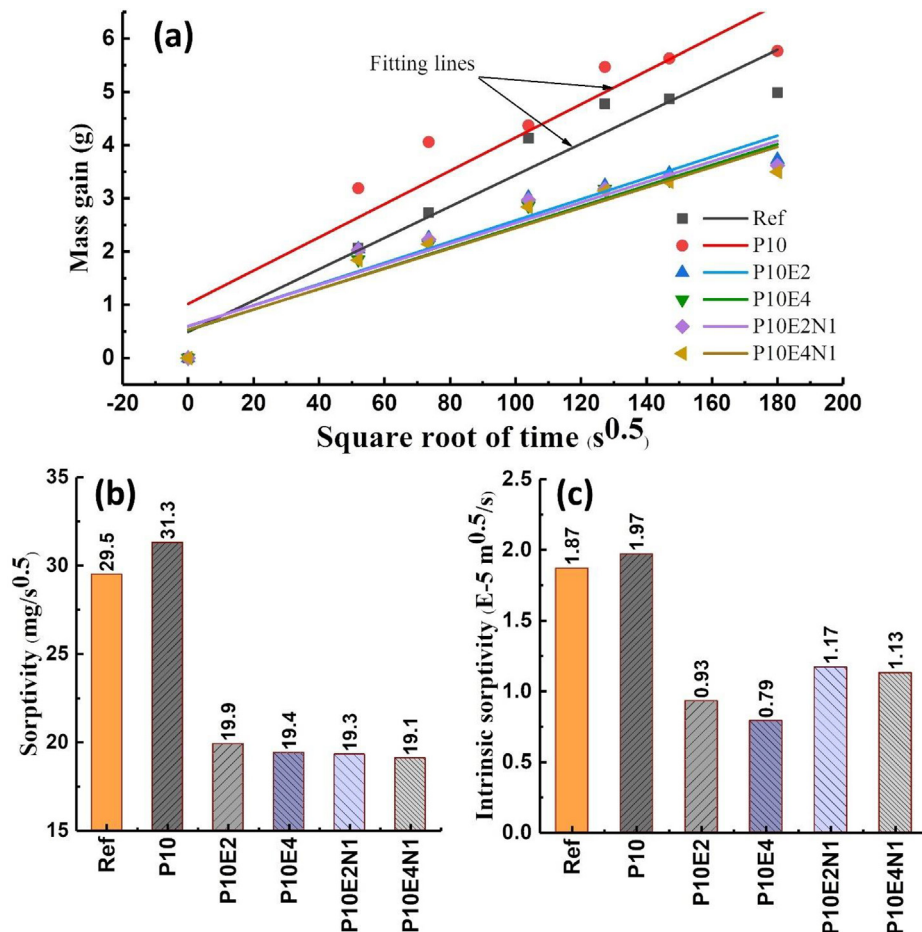 (a)
Fitting lines
Mass gain (g)
6
5
4
3
2
1
0
Ref
P10
P10E2
P10E4
P10E2N1
P10E4N1
-20 0 20 40 60 80 100 120 140 160 180 200
Square root of time (s0.5)
(b)
Sorptivity (mg/s0.5)
35
30
25
20
15
29.5
31.3
19.9
19.4
19.3
19.1
Ref
P10
P10E2
P10E4
P10E2N1
P10E4N1
(c)
Intrinsic sorptivity (E-5 m0.5/s)
2.5
2.0
1.5
1.0
0.5
0.0
1.87
1.97
0.93
0.79
1.17
1.13
Ref
P10
P10E2
P10E4
P10E2N1
P10E4N1